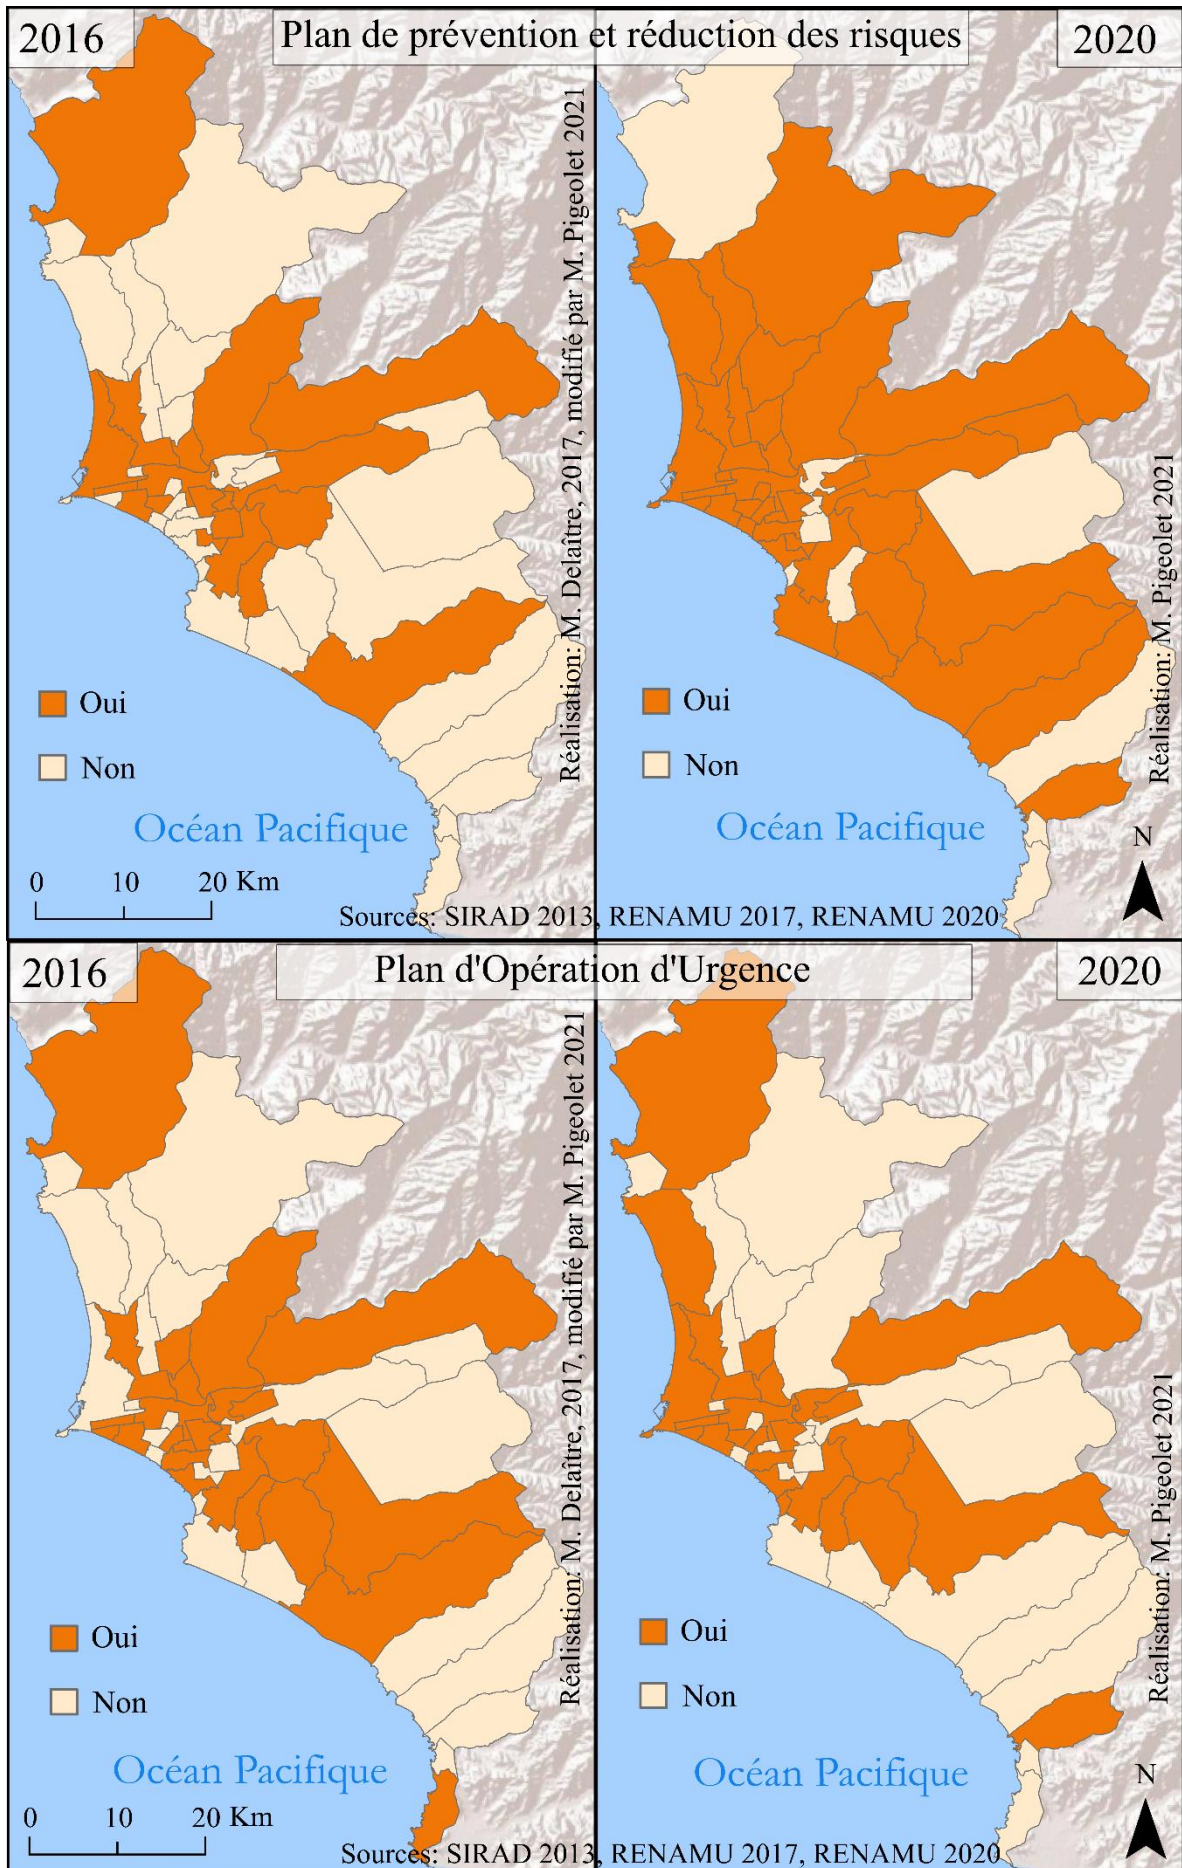 2016
Plan de prévention et réduction des risques
2020
Réalisation: M. Delaître, 2017, modifié par M. Pigeolet 2021
Oui
Non
Océan Pacifique
0 10 20 Km
Réalisation: M. Pigeolet 2021
Oui
Non
Océan Pacifique
N
Sources: SIRAD 2013, RENAMU 2017, RENAMU 2020
2016
Plan d'Opération d'Urgence
2020
Réalisation: M. Delaître, 2017, modifié par M. Pigeolet 2021
Oui
Non
Océan Pacifique
0 10 20 Km
Réalisation: M. Pigeolet 2021
Oui
Non
Océan Pacifique
N
Sources: SIRAD 2013, RENAMU 2017, RENAMU 2020